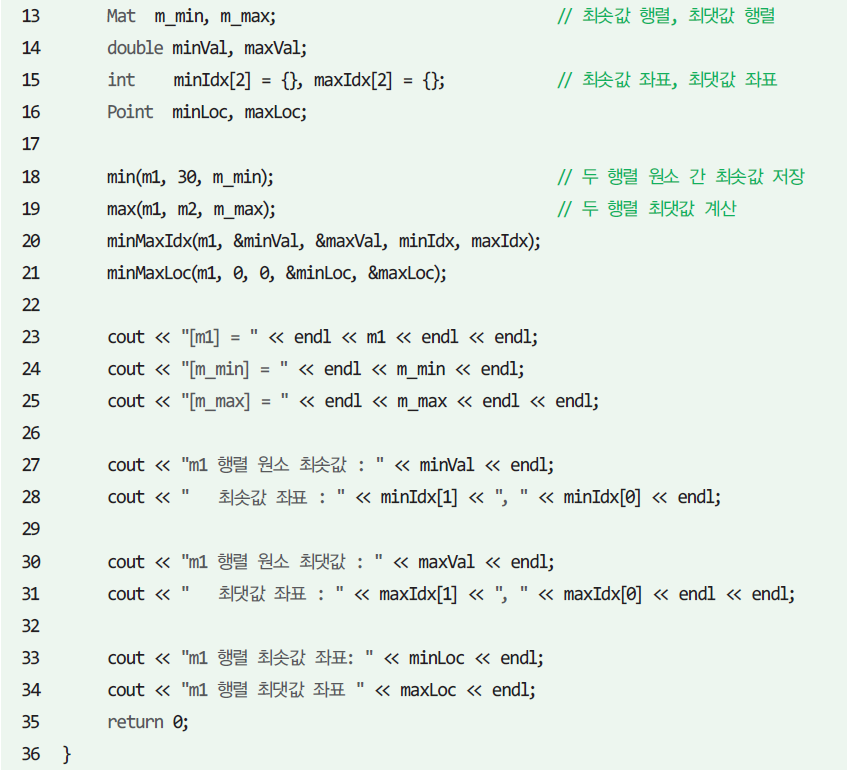 13 Mat m_min, m_max; // 최솟값 행렬, 최댓값 행렬
14 double minVal, maxVal;
15 int minIdx[2] = {}, maxIdx[2] = {}; // 최솟값 좌표, 최댓값 좌표
16 Point minLoc, maxLoc;
17
18 min(m1, 30, m_min); // 두 행렬 원소 간 최솟값 저장
19 max(m1, m2, m_max); // 두 행렬 최댓값 계산
20 minMaxIdx(m1, &minVal, &maxVal, minIdx, maxIdx);
21 minMaxLoc(m1, 0, 0, &minLoc, &maxLoc);
22
23 cout << "[m1] = " << endl << m1 << endl << endl;
24 cout << "[m_min] = " << endl << m_min << endl;
25 cout << "[m_max] = " << endl << m_max << endl << endl;
26
27 cout << "m1 행렬 원소 최솟값 : " << minVal << endl;
28 cout << "   최솟값 좌표 : " << minIdx[1] << ", " << minIdx[0] << endl;
29
30 cout << "m1 행렬 원소 최댓값 : " << maxVal << endl;
31 cout << "   최댓값 좌표 : " << maxIdx[1] << ", " << maxIdx[0] << endl << endl;
32
33 cout << "m1 행렬 최솟값 좌표: " << minLoc << endl;
34 cout << "m1 행렬 최댓값 좌표 " << maxLoc << endl;
35 return 0;
36 }